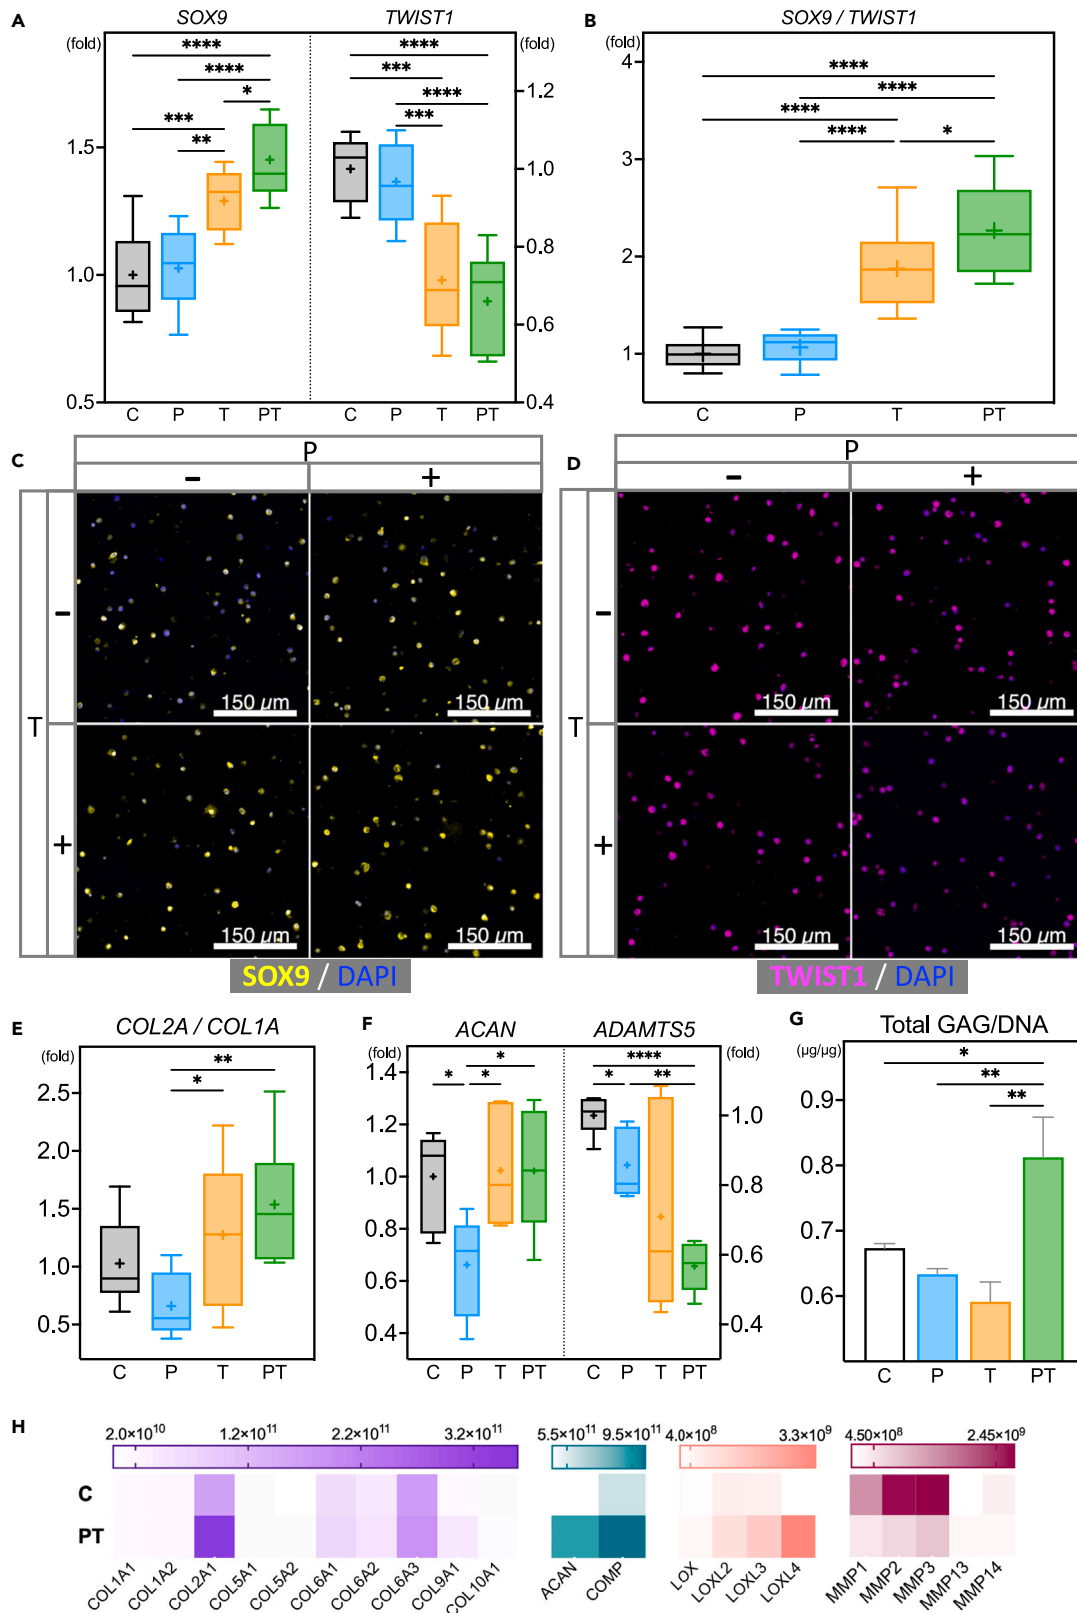 A
SOX9
TWIST1
(fold)
(fold)
****
****
*
***
**
****
***
****
***
1.5
1.0
0.5
1.2
1.0
0.8
0.6
0.4
C P T PT C P T PT
B
SOX9 / TWIST1
(fold)
****
****
****
****
*
4
3
2
1
C P T PT
C
P
− +
T
−
+
150 µm
150 µm
150 µm
150 µm
SOX9 / DAPI
D
P
− +
T
−
+
150 µm
150 µm
150 µm
150 µm
TWIST1 / DAPI
E
COL2A / COL1A
(fold)
**
*
2.5
2.0
1.5
1.0
0.5
C P T PT
F
ACAN
ADAMTS5
(fold)
(fold)
*
* *
****
* **
1.4
1.2
1.0
0.8
0.6
0.4
1.0
0.8
0.6
0.4
C P T PT C P T PT
G
Total GAG/DNA
(µg/µg)
*
**
**
0.9
0.8
0.7
0.6
C P T PT
H
2.0×10¹⁰ 1.2×10¹¹ 2.2×10¹¹ 3.2×10¹¹
5.5×10¹¹ 9.5×10¹¹
4.0×10⁸ 3.3×10⁹
4.50×10⁸ 2.45×10⁹
C
PT
COL1A1 COL1A2 COL2A1 COL5A1 COL5A2 COL6A1 COL6A2 COL6A3 COL9A1 COL10A1
ACAN COMP
LOX LOXL2 LOXL3 LOXL4
MMP1 MMP2 MMP3 MMP13 MMP14